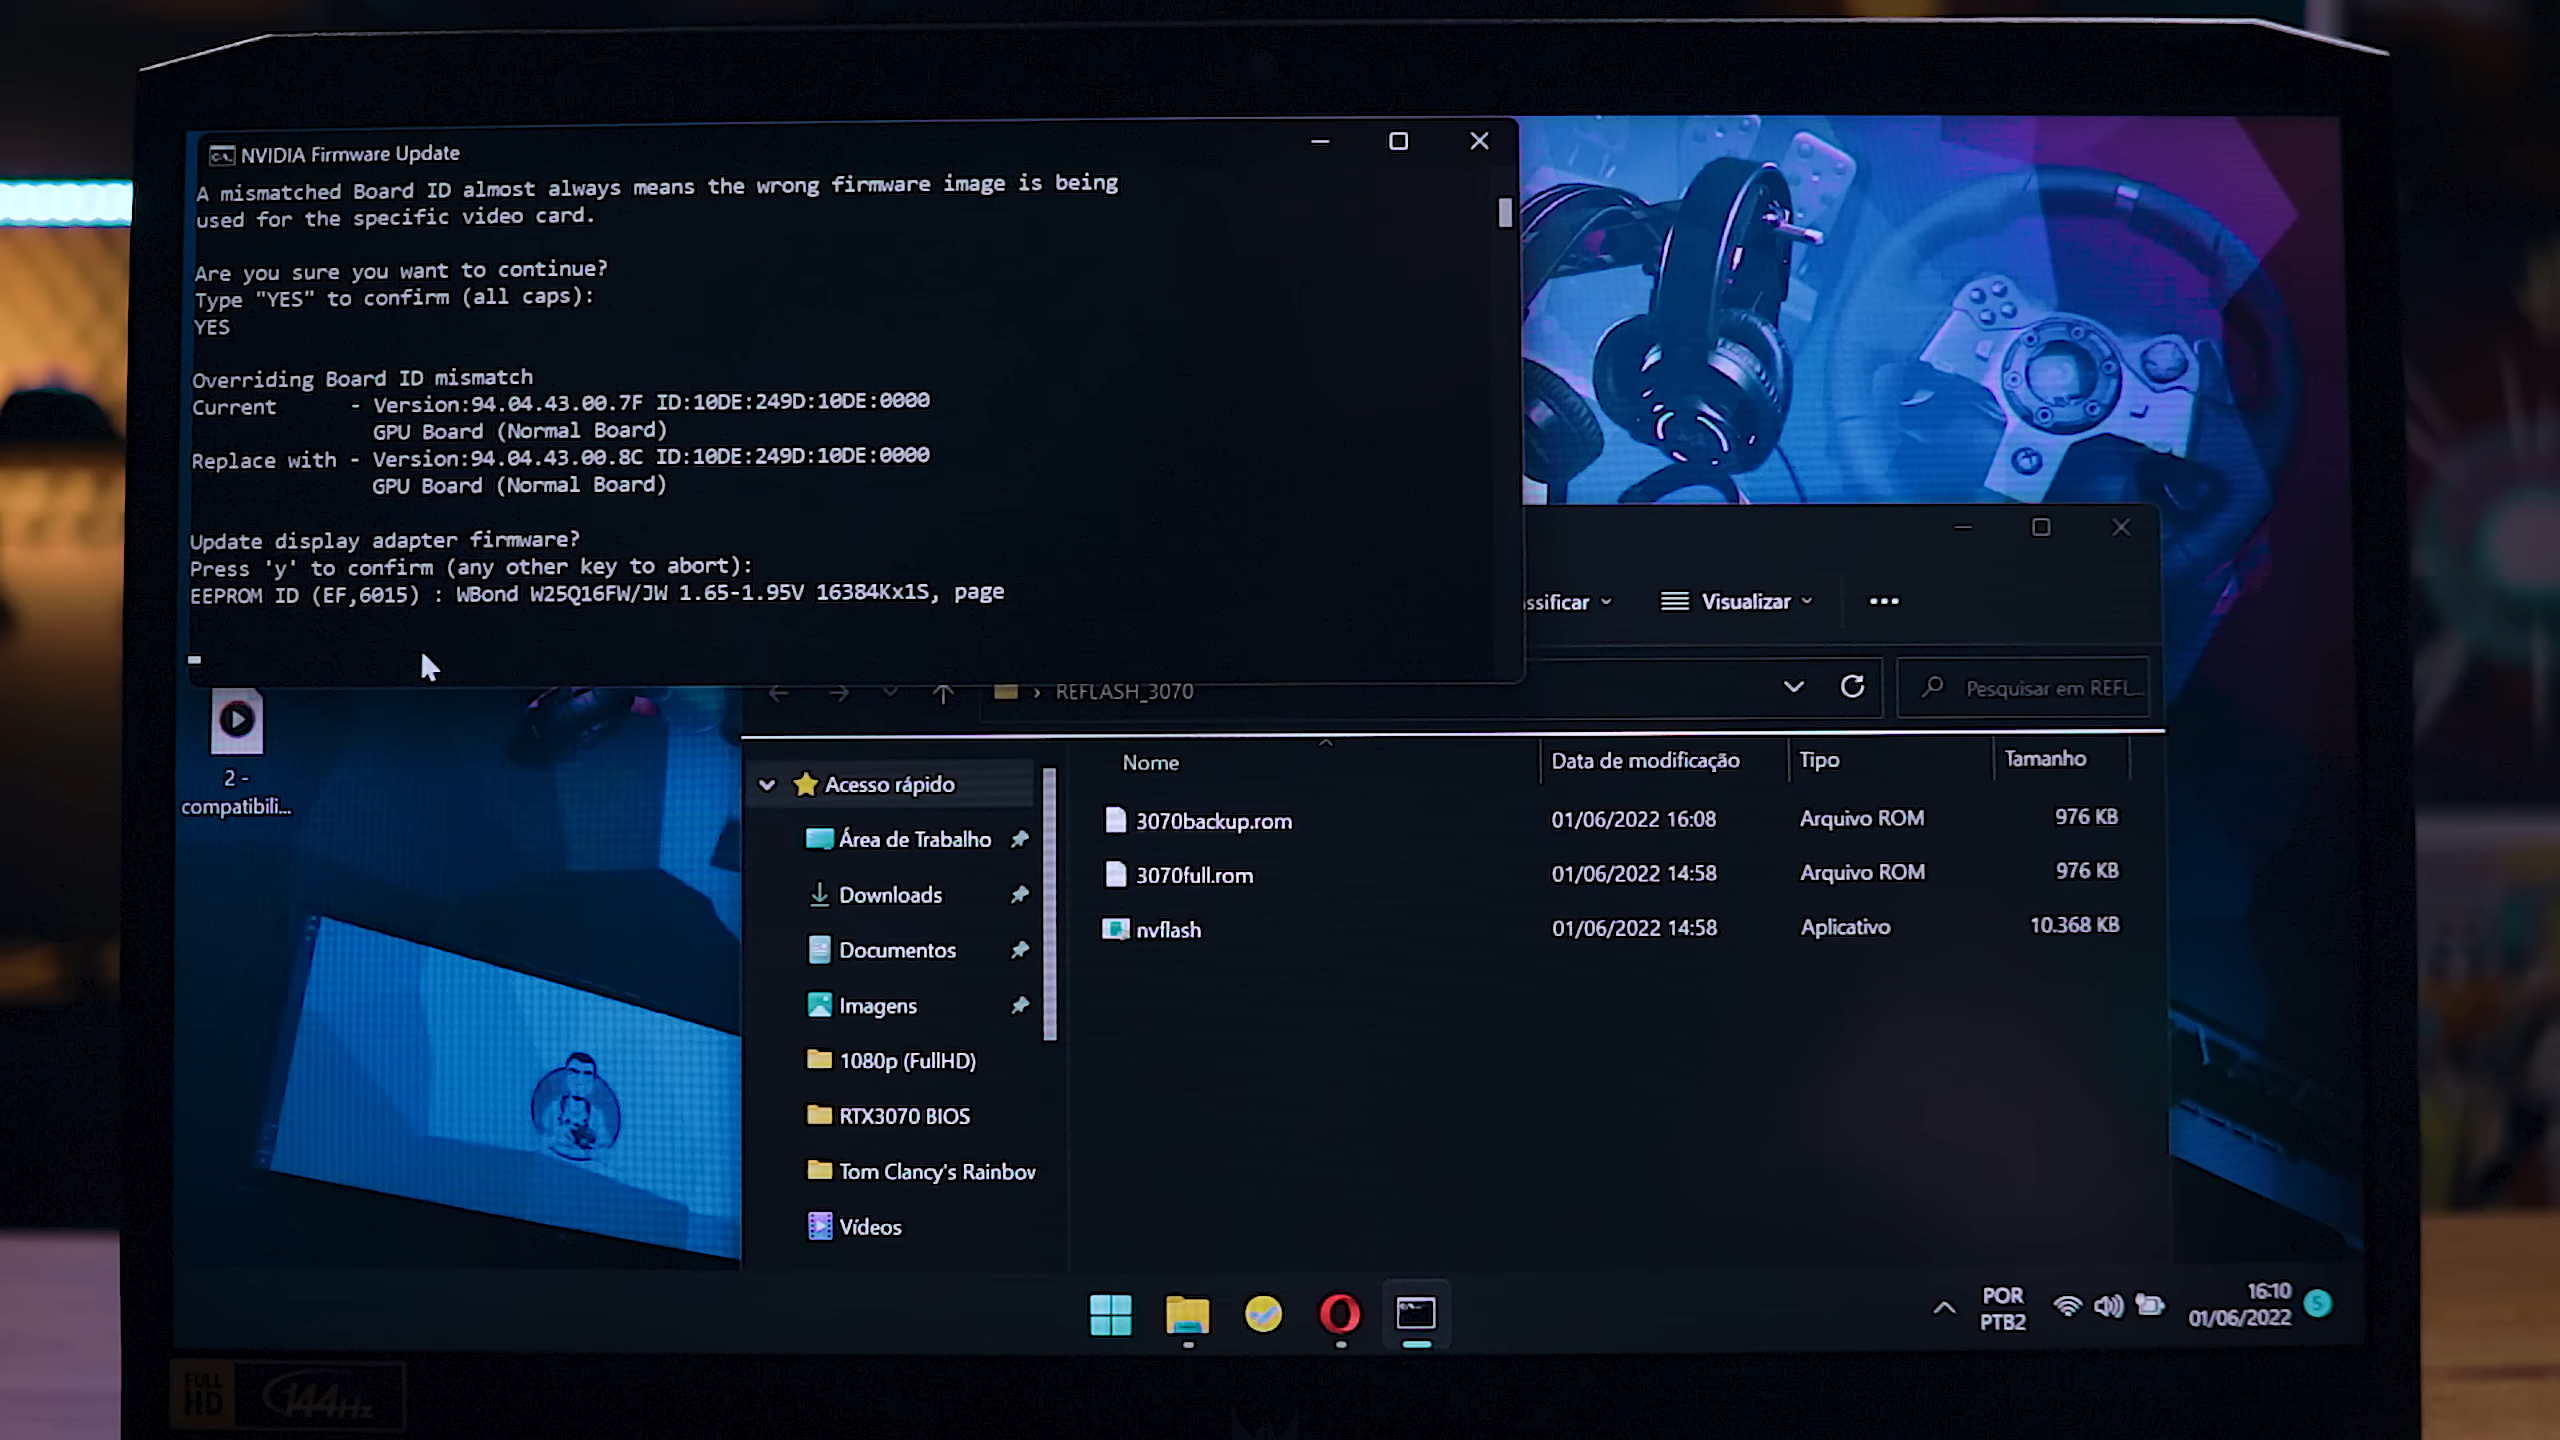 NVIDIA Firmware Update
A mismatched Board ID almost always means the wrong firmware image is being
used for the specific video card.
Are you sure you want to continue?
Type "YES" to confirm (all caps):
YES
Overriding Board ID mismatch
Current - Version:94.04.43.00.7F ID:10DE:249D:10DE:0000
GPU Board (Normal Board)
Replace with - Version:94.04.43.00.8C ID:10DE:249D:10DE:0000
GPU Board (Normal Board)
Update display adapter firmware?
Press 'y' to confirm (any other key to abort):
EEPROM ID (EF,6015) : WBond W25Q16FW/JW 1.65-1.95V 16384Kx1S, page
ssificar Visualizar
REFLASH_3070
Pesquisar em REFL...
2 -
compatibili...
Nome Data de modificação Tipo Tamanho
3070backup.rom 01/06/2022 16:08 Arquivo ROM 976 KB
3070full.rom 01/06/2022 14:58 Arquivo ROM 976 KB
nvflash 01/06/2022 14:58 Aplicativo 10.368 KB
Acesso rápido
Área de Trabalho
Downloads
Documentos
Imagens
1080p (FullHD)
RTX3070 BIOS
Tom Clancy's Rainbov
Vídeos
POR
PTB2
16:10
01/06/2022
5
FULL
HD
144Hz